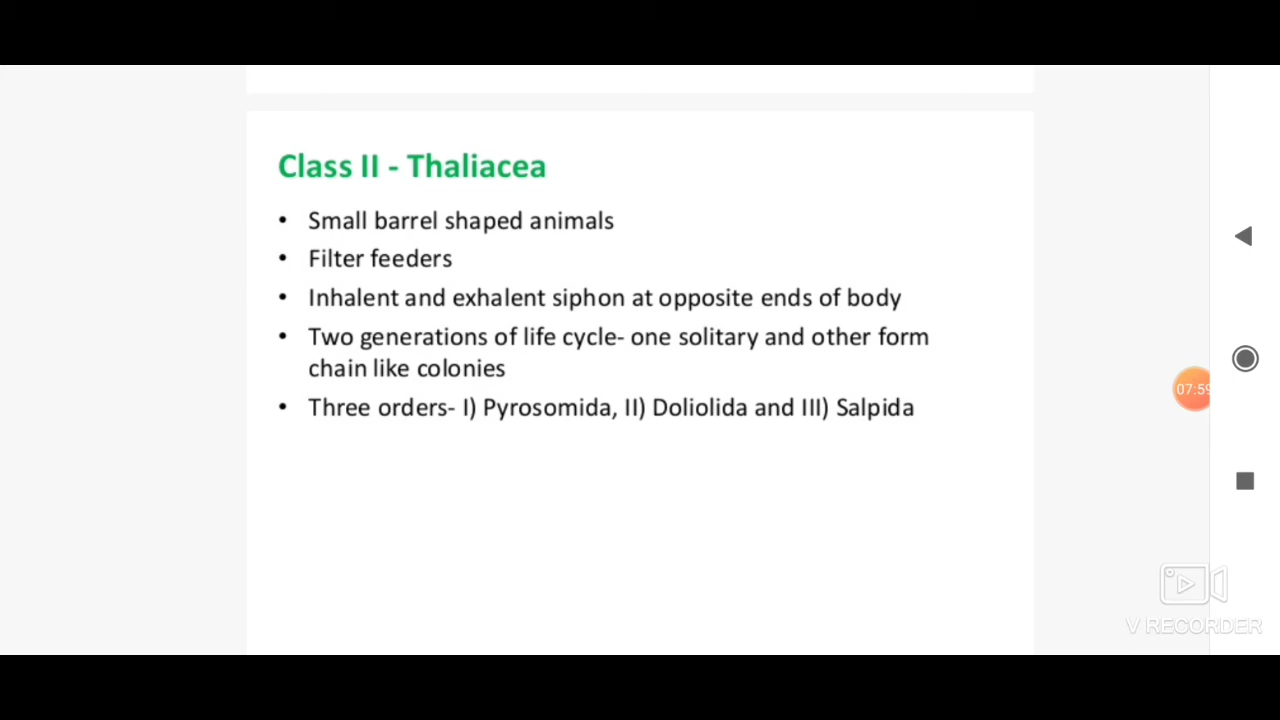 Class II - Thaliacea
• Small barrel shaped animals
• Filter feeders
• Inhalent and exhalent siphon at opposite ends of body
• Two generations of life cycle- one solitary and other form
chain like colonies
• Three orders- I) Pyrosomida, II) Doliolida and III) Salpida
07:59
V RECORDER